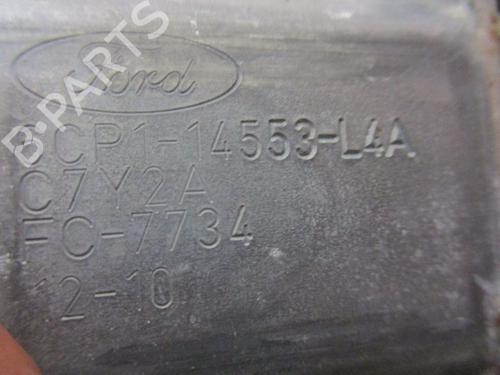 Ford
CP1-14553-L4A
C7Y2A
FC-7734
12-10
B-PARTS